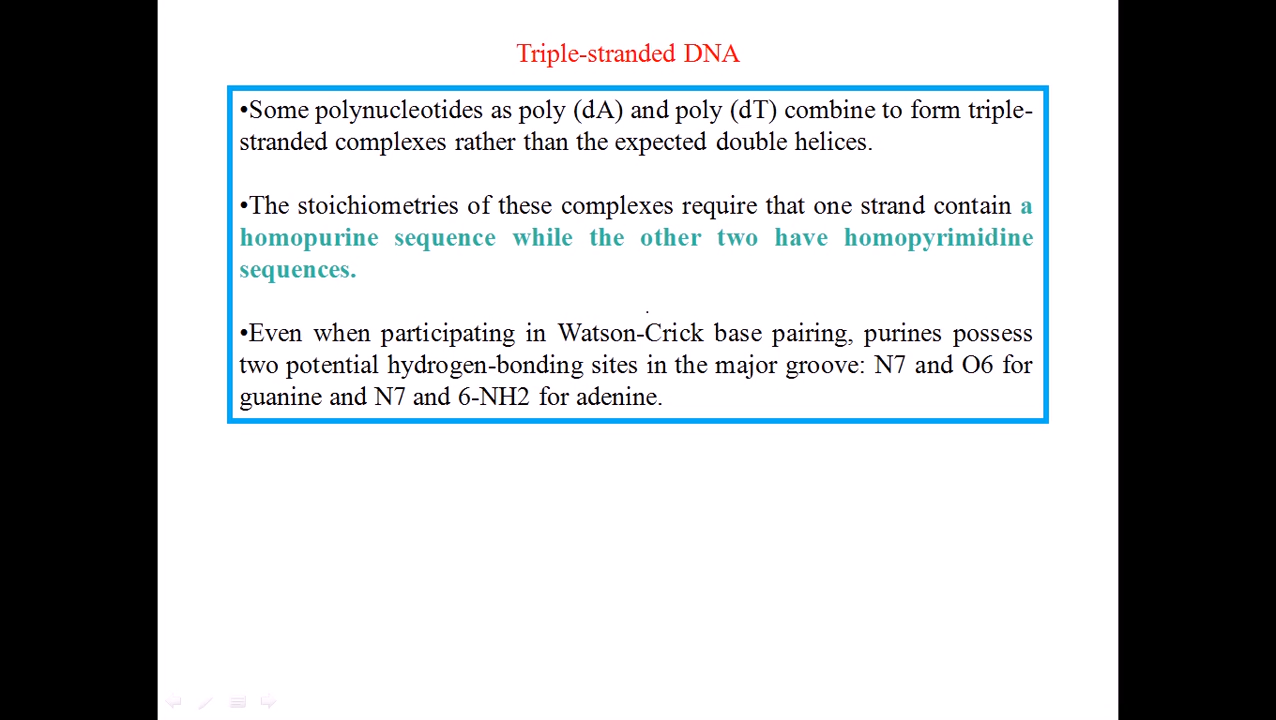 Triple-stranded DNA
•Some polynucleotides as poly (dA) and poly (dT) combine to form triple-
stranded complexes rather than the expected double helices.
•The stoichiometries of these complexes require that one strand contain a
homopurine sequence while the other two have homopyrimidine
sequences.
•Even when participating in Watson-Crick base pairing, purines possess
two potential hydrogen-bonding sites in the major groove: N7 and O6 for
guanine and N7 and 6-NH2 for adenine.